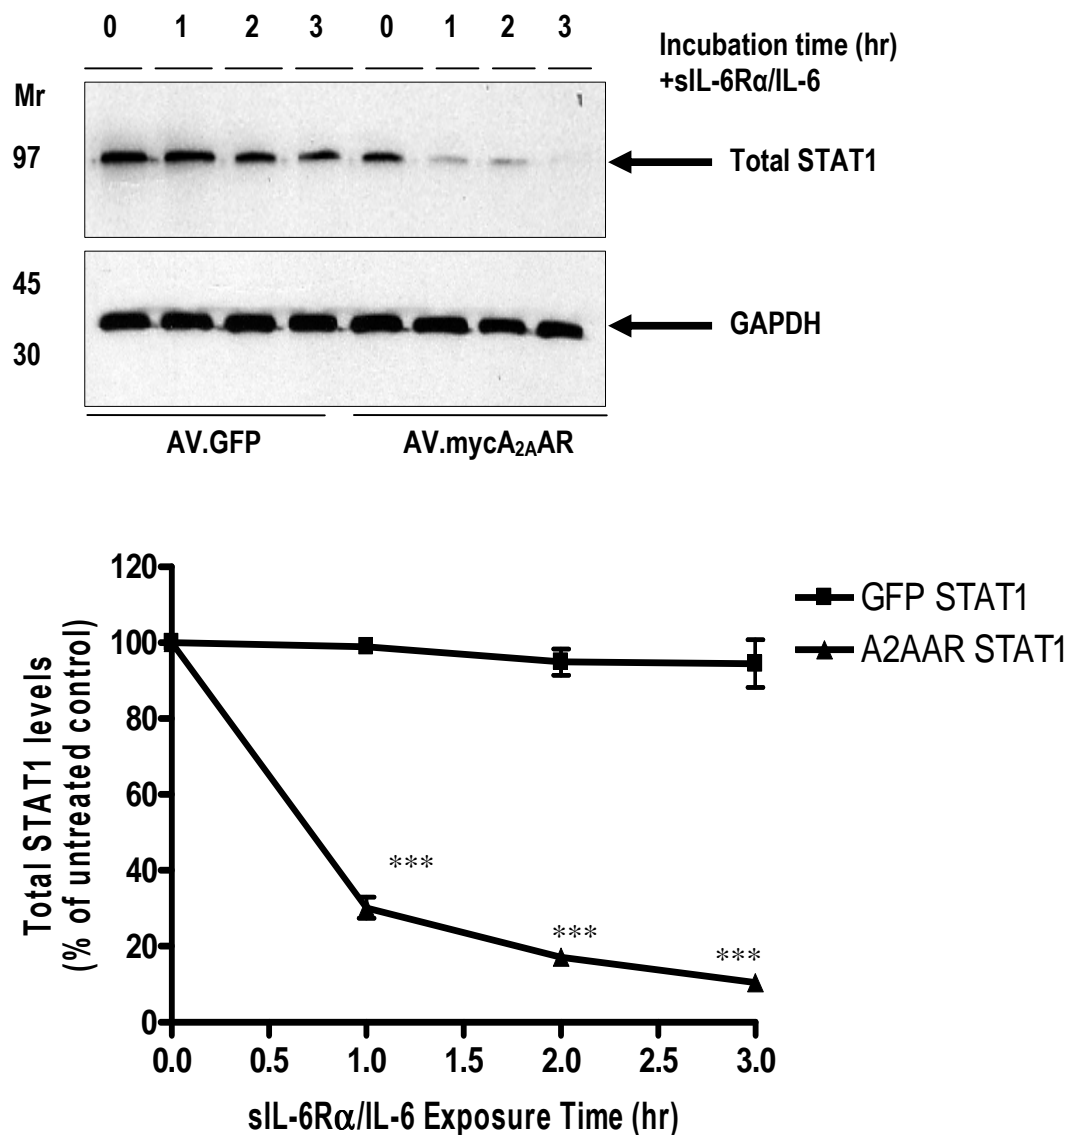 0 1 2 3 0 1 2 3
Incubation time (hr)
+sIL-6Rα/IL-6
Mr
97
Total STAT1
45
GAPDH
30
AV.GFP AV.mycA2AAR
120
100
80
60
40
20
0
Total STAT1 levels
(% of untreated control)
GFP STAT1
A2AAR STAT1
***
***
***
0.0 0.5 1.0 1.5 2.0 2.5 3.0
sIL-6Rα/IL-6 Exposure Time (hr)